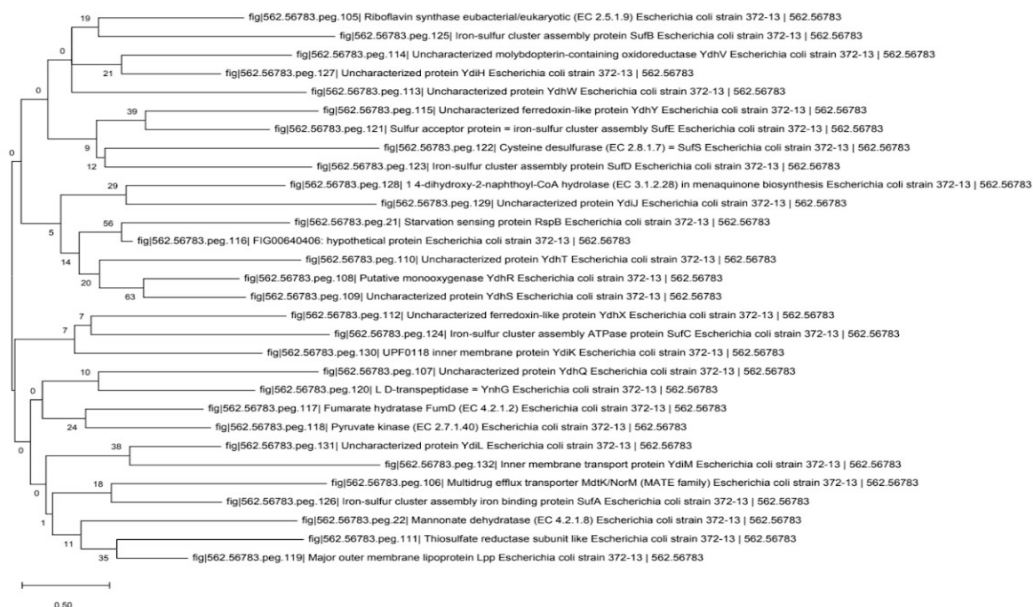 19
fig|562.56783.peg.105| Riboflavin synthase eubacterial/eukaryotic (EC 2.5.1.9) Escherichia coli strain 372-13 | 562.56783
fig|562.56783.peg.125| Iron-sulfur cluster assembly protein SufB Escherichia coli strain 372-13 | 562.56783
0
fig|562.56783.peg.114| Uncharacterized molybdopterin-containing oxidoreductase YdhV Escherichia coli strain 372-13 | 562.56783
21
fig|562.56783.peg.127| Uncharacterized protein YdiH Escherichia coli strain 372-13 | 562.56783
0
fig|562.56783.peg.113| Uncharacterized protein YdhW Escherichia coli strain 372-13 | 562.56783
39
fig|562.56783.peg.115| Uncharacterized ferredoxin-like protein YdhY Escherichia coli strain 372-13 | 562.56783
fig|562.56783.peg.121| Sulfur acceptor protein = iron-sulfur cluster assembly SufE Escherichia coli strain 372-13 | 562.56783
9
fig|562.56783.peg.122| Cysteine desulfurase (EC 2.8.1.7) = SufS Escherichia coli strain 372-13 | 562.56783
0
12
fig|562.56783.peg.123| Iron-sulfur cluster assembly protein SufD Escherichia coli strain 372-13 | 562.56783
29
fig|562.56783.peg.128| 1 4-dihydroxy-2-naphthoyl-CoA hydrolase (EC 3.1.2.28) in menaquinone biosynthesis Escherichia coli strain 372-13 | 562.56783
fig|562.56783.peg.129| Uncharacterized protein YdiJ Escherichia coli strain 372-13 | 562.56783
5
56
fig|562.56783.peg.21| Starvation sensing protein RspB Escherichia coli strain 372-13 | 562.56783
fig|562.56783.peg.116| FIG00640406: hypothetical protein Escherichia coli strain 372-13 | 562.56783
14
fig|562.56783.peg.110| Uncharacterized protein YdhT Escherichia coli strain 372-13 | 562.56783
20
fig|562.56783.peg.108| Putative monooxygenase YdhR Escherichia coli strain 372-13 | 562.56783
63
fig|562.56783.peg.109| Uncharacterized protein YdhS Escherichia coli strain 372-13 | 562.56783
7
fig|562.56783.peg.112| Uncharacterized ferredoxin-like protein YdhX Escherichia coli strain 372-13 | 562.56783
7
fig|562.56783.peg.124| Iron-sulfur cluster assembly ATPase protein SufC Escherichia coli strain 372-13 | 562.56783
fig|562.56783.peg.130| UPF0118 inner membrane protein YdiK Escherichia coli strain 372-13 | 562.56783
10
fig|562.56783.peg.107| Uncharacterized protein YdhQ Escherichia coli strain 372-13 | 562.56783
0
fig|562.56783.peg.120| L D-transpeptidase = YnhG Escherichia coli strain 372-13 | 562.56783
fig|562.56783.peg.117| Fumarate hydratase FumD (EC 4.2.1.2) Escherichia coli strain 372-13 | 562.56783
24
fig|562.56783.peg.118| Pyruvate kinase (EC 2.7.1.40) Escherichia coli strain 372-13 | 562.56783
0
38
fig|562.56783.peg.131| Uncharacterized protein YdiL Escherichia coli strain 372-13 | 562.56783
fig|562.56783.peg.132| Inner membrane transport protein YdiM Escherichia coli strain 372-13 | 562.56783
0
18
fig|562.56783.peg.106| Multidrug efflux transporter MdtK/NorM (MATE family) Escherichia coli strain 372-13 | 562.56783
fig|562.56783.peg.126| Iron-sulfur cluster assembly iron binding protein SufA Escherichia coli strain 372-13 | 562.56783
1
fig|562.56783.peg.22| Mannonate dehydratase (EC 4.2.1.8) Escherichia coli strain 372-13 | 562.56783
11
fig|562.56783.peg.111| Thiosulfate reductase subunit like Escherichia coli strain 372-13 | 562.56783
35
fig|562.56783.peg.119| Major outer membrane lipoprotein Lpp Escherichia coli strain 372-13 | 562.56783
0.50